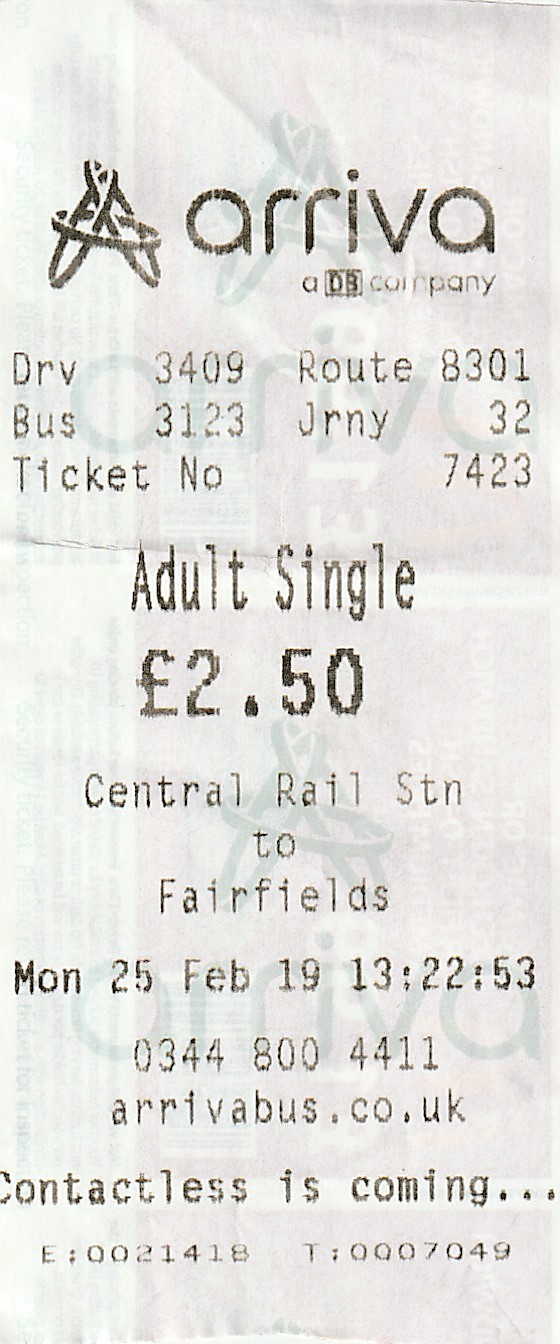 arriva
a DB company
Drv 3409 Route 8301
Bus 3123 Jrny 32
Ticket No 7423
Adult Single
£2.50
Central Rail Stn
to
Fairfields
Mon 25 Feb 19 13:22:53
0344 800 4411
arrivabus.co.uk
Contactless is coming...
E:0021418 T:0007049